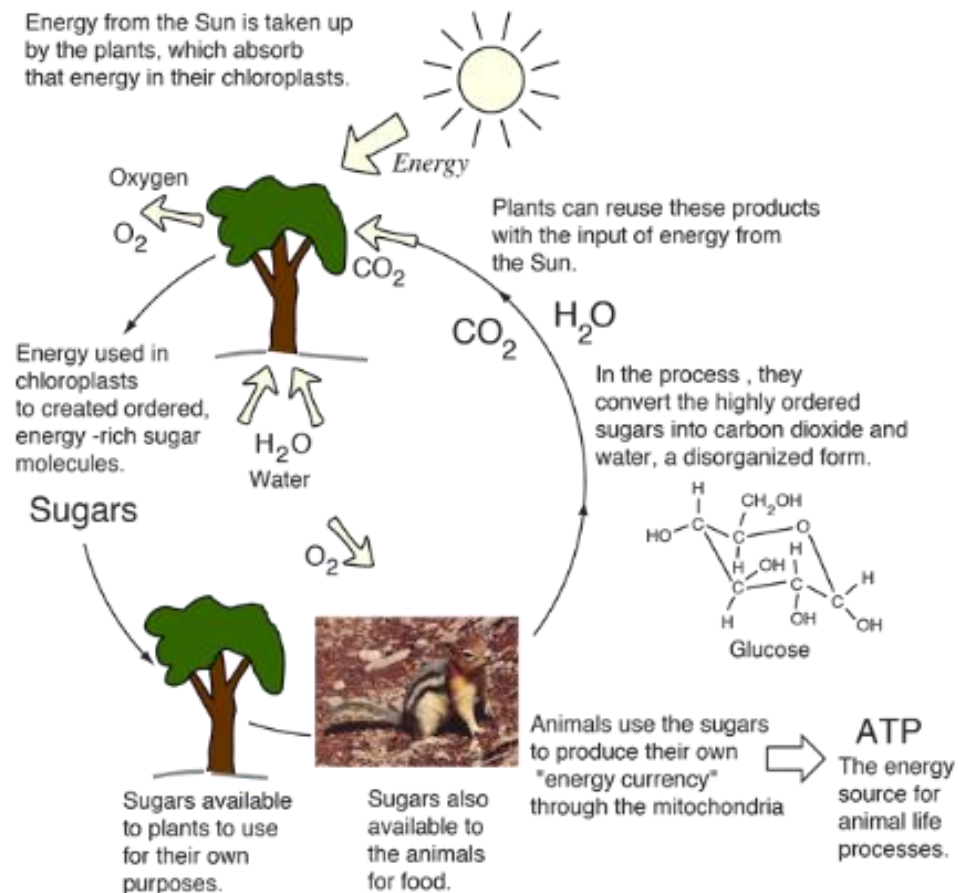 Energy from the Sun is taken up
by the plants, which absorb
that energy in their chloroplasts.
Energy
Oxygen
O2
CO2
Plants can reuse these products
with the input of energy from
the Sun.
CO2
H2O
Energy used in
chloroplasts
to created ordered,
energy -rich sugar
molecules.
H2O
Water
In the process , they
convert the highly ordered
sugars into carbon dioxide and
water, a disorganized form.
Sugars
O2
H
CH2OH
HO
C
C
O
H
H
OH
C
C
C
H
H
OH
OH
Glucose
Animals use the sugars
to produce their own
"energy currency"
through the mitochondria
ATP
The energy
source for
animal life
processes.
Sugars available
to plants to use
for their own
purposes.
Sugars also
available to
the animals
for food.